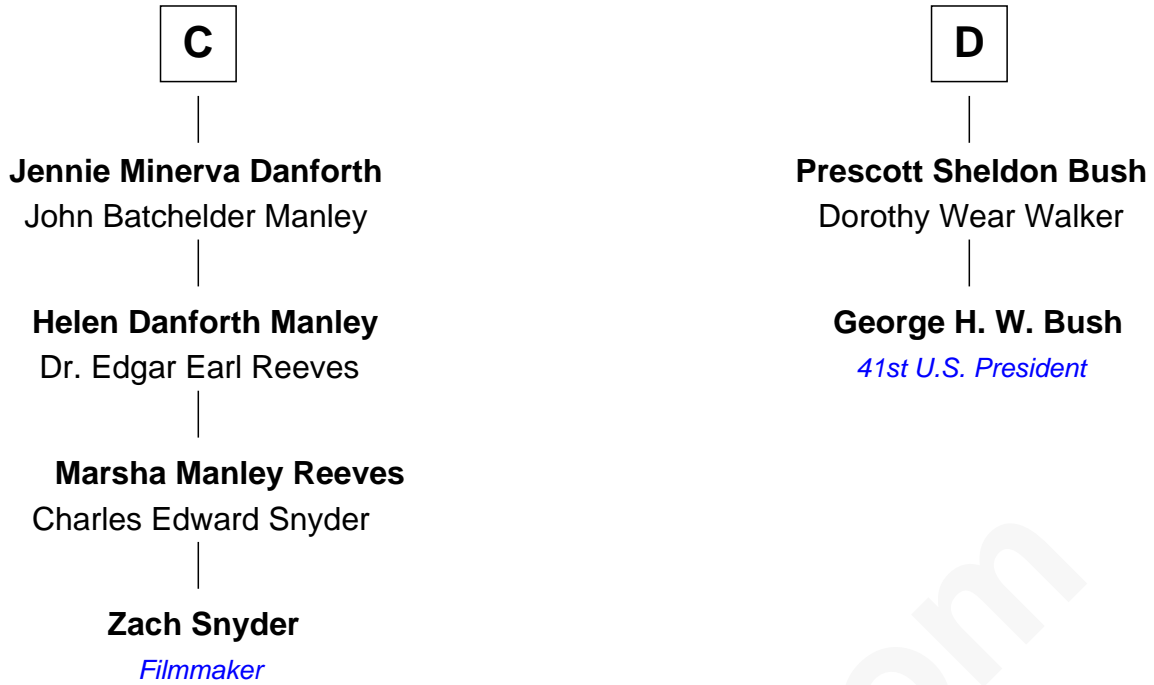 C
Jennie Minerva Danforth
John Batchelder Manley
Helen Danforth Manley
Dr. Edgar Earl Reeves
Marsha Manley Reeves
Charles Edward Snyder
Zach Snyder
Filmmaker
D
Prescott Sheldon Bush
Dorothy Wear Walker
George H. W. Bush
41st U.S. President
om